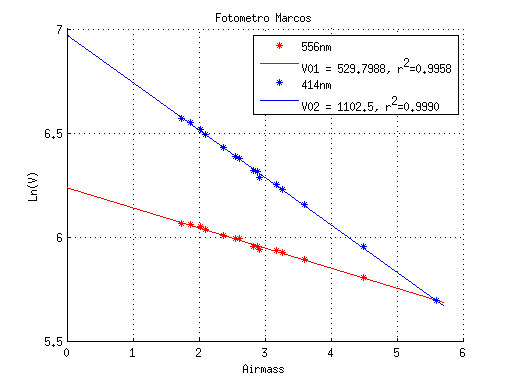 Fotometro Marcos
7
6.5
6
5.5
Ln(V)
556nm
V01 = 529.7988, r2=0.9958
414nm
V02 = 1102.5, r2=0.9990
0 1 2 3 4 5 6
Airmass